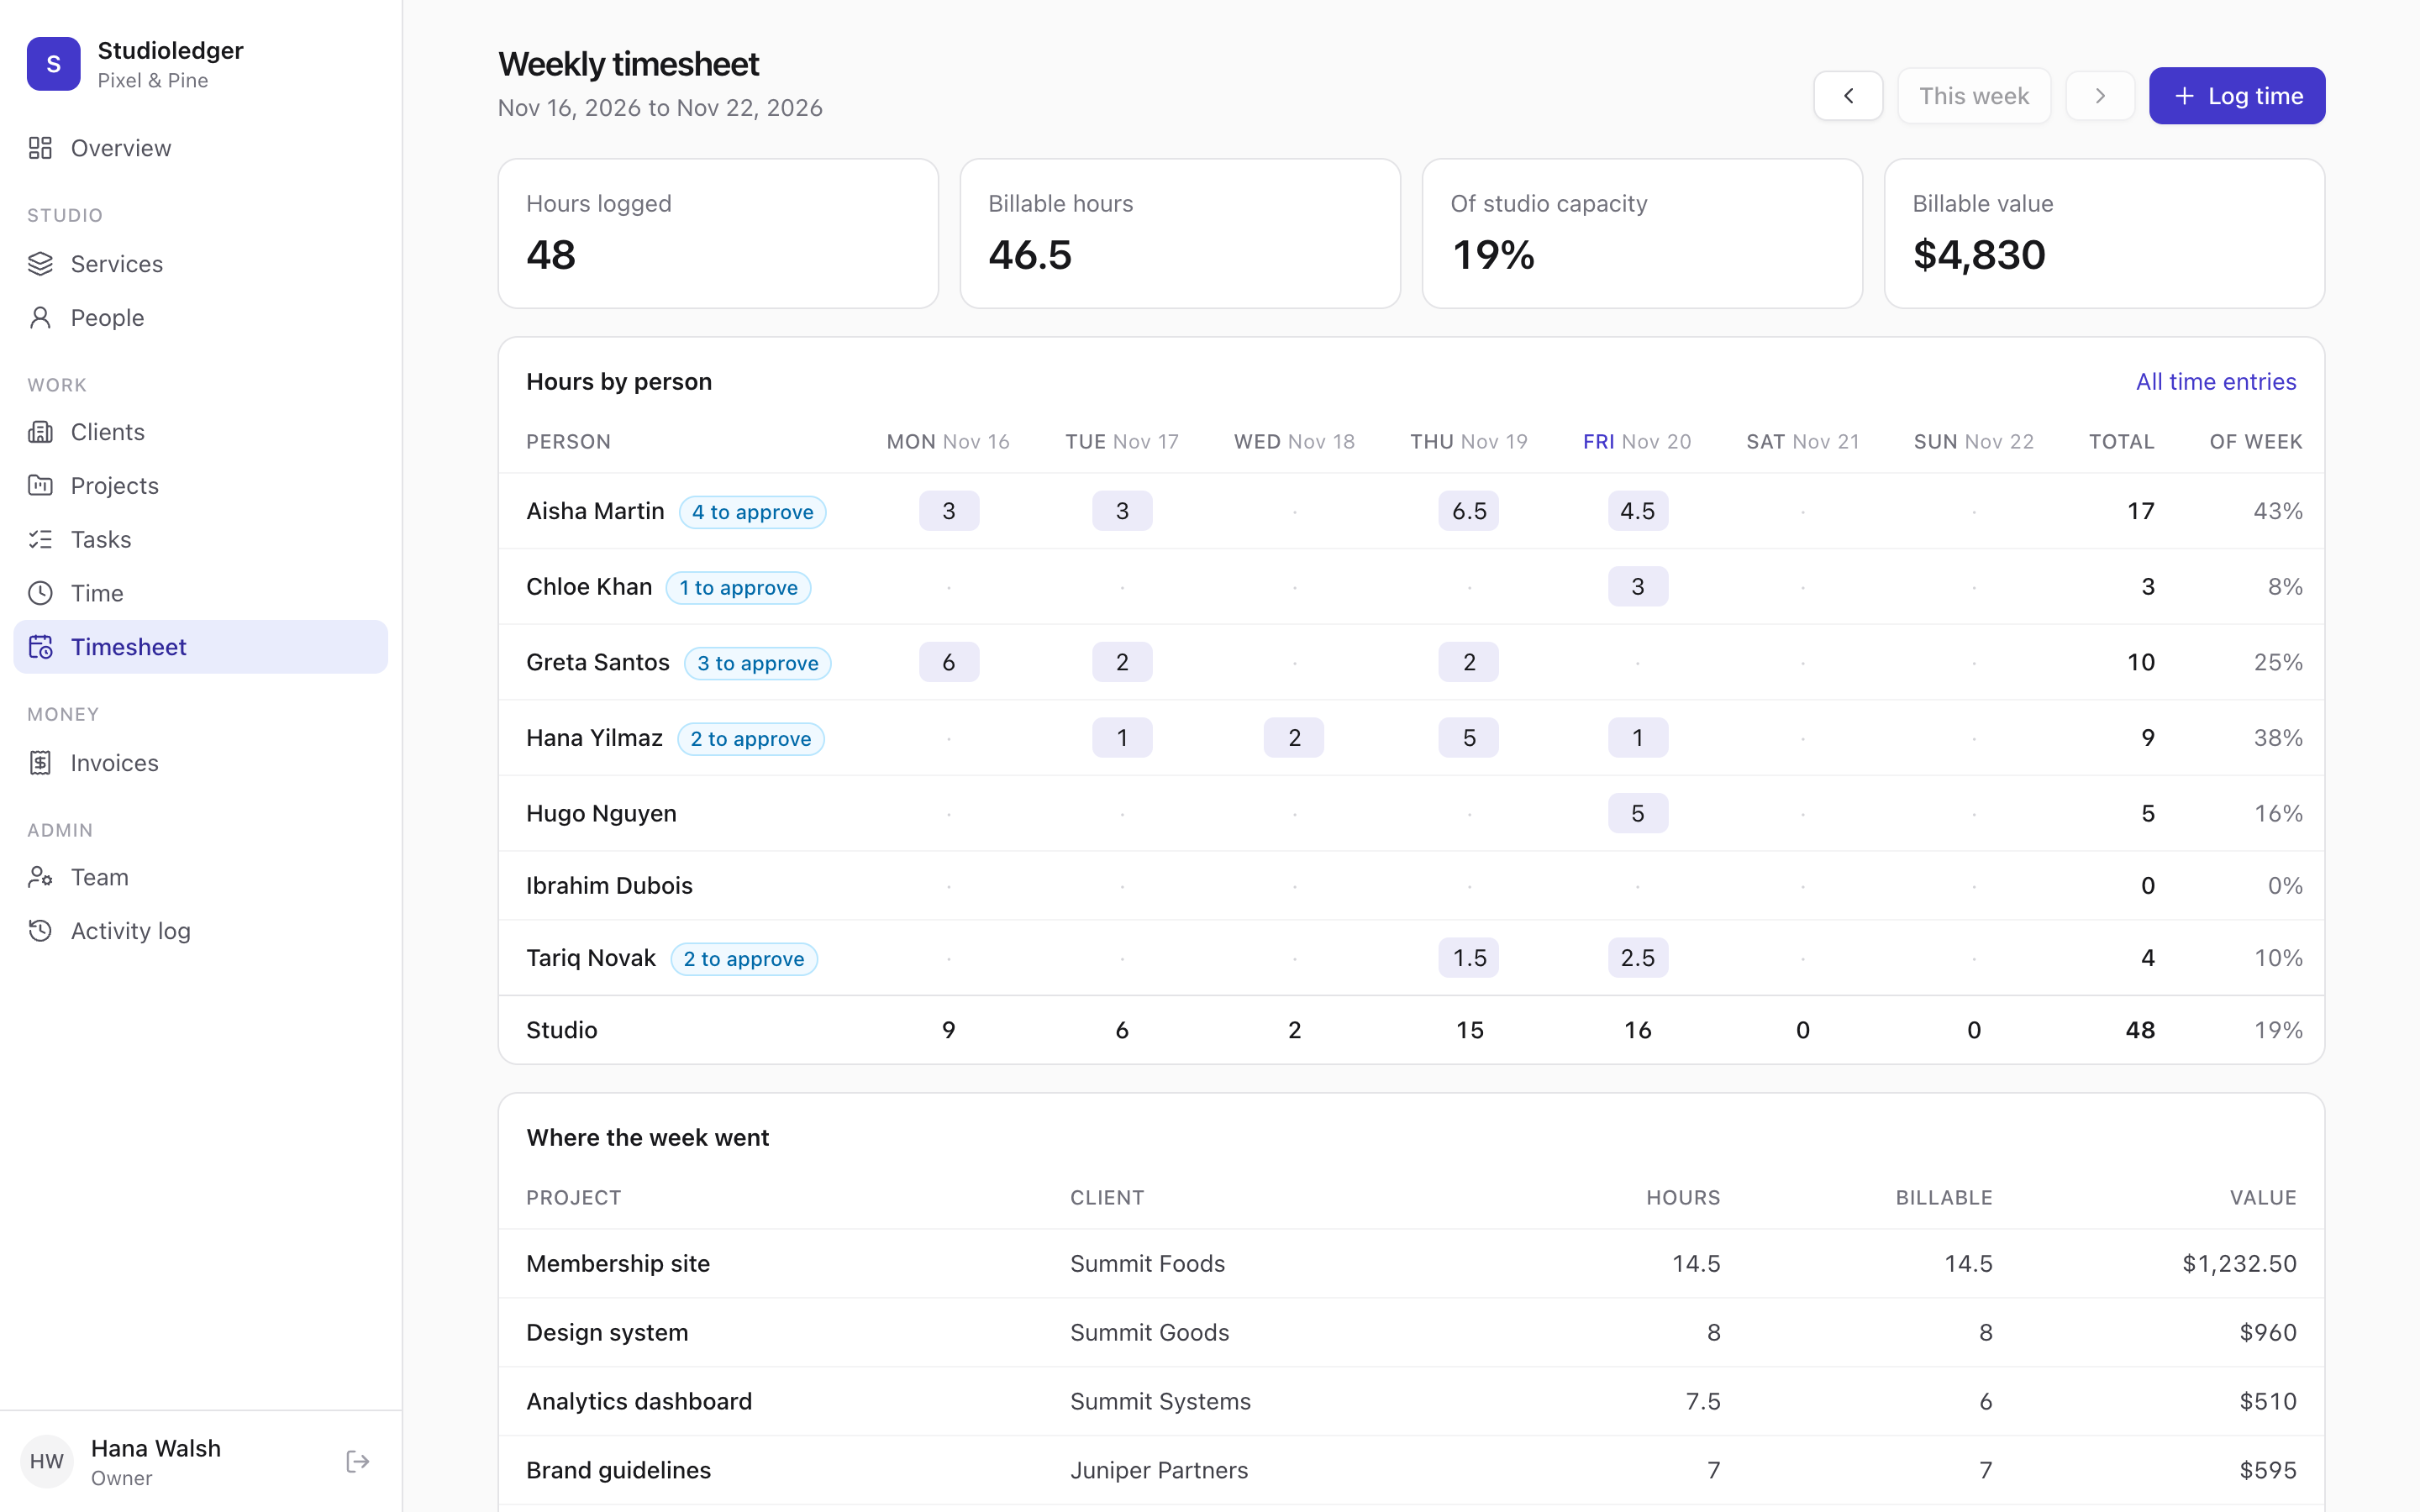 S
Studioledger
Pixel & Pine
Overview
STUDIO
Services
People
WORK
Clients
Projects
Tasks
Time
Timesheet
MONEY
Invoices
ADMIN
Team
Activity log
HW
Hana Walsh
Owner
Weekly timesheet
Nov 16, 2026 to Nov 22, 2026
This week
+ Log time
Hours logged
48
Billable hours
46.5
Of studio capacity
19%
Billable value
$4,830
Hours by person
All time entries
PERSON MON Nov 16 TUE Nov 17 WED Nov 18 THU Nov 19 FRI Nov 20 SAT Nov 21 SUN Nov 22 TOTAL OF WEEK
Aisha Martin 4 to approve 3 3 · 6.5 4.5 · · 17 43%
Chloe Khan 1 to approve · · · · 3 · · 3 8%
Greta Santos 3 to approve 6 2 · 2 · · · 10 25%
Hana Yilmaz 2 to approve · 1 2 5 1 · · 9 38%
Hugo Nguyen · · · · 5 · · 5 16%
Ibrahim Dubois · · · · · · · 0 0%
Tariq Novak 2 to approve · · · 1.5 2.5 · · 4 10%
Studio 9 6 2 15 16 0 0 48 19%
Where the week went
PROJECT CLIENT HOURS BILLABLE VALUE
Membership site Summit Foods 14.5 14.5 $1,232.50
Design system Summit Goods 8 8 $960
Analytics dashboard Summit Systems 7.5 6 $510
Brand guidelines Juniper Partners 7 7 $595